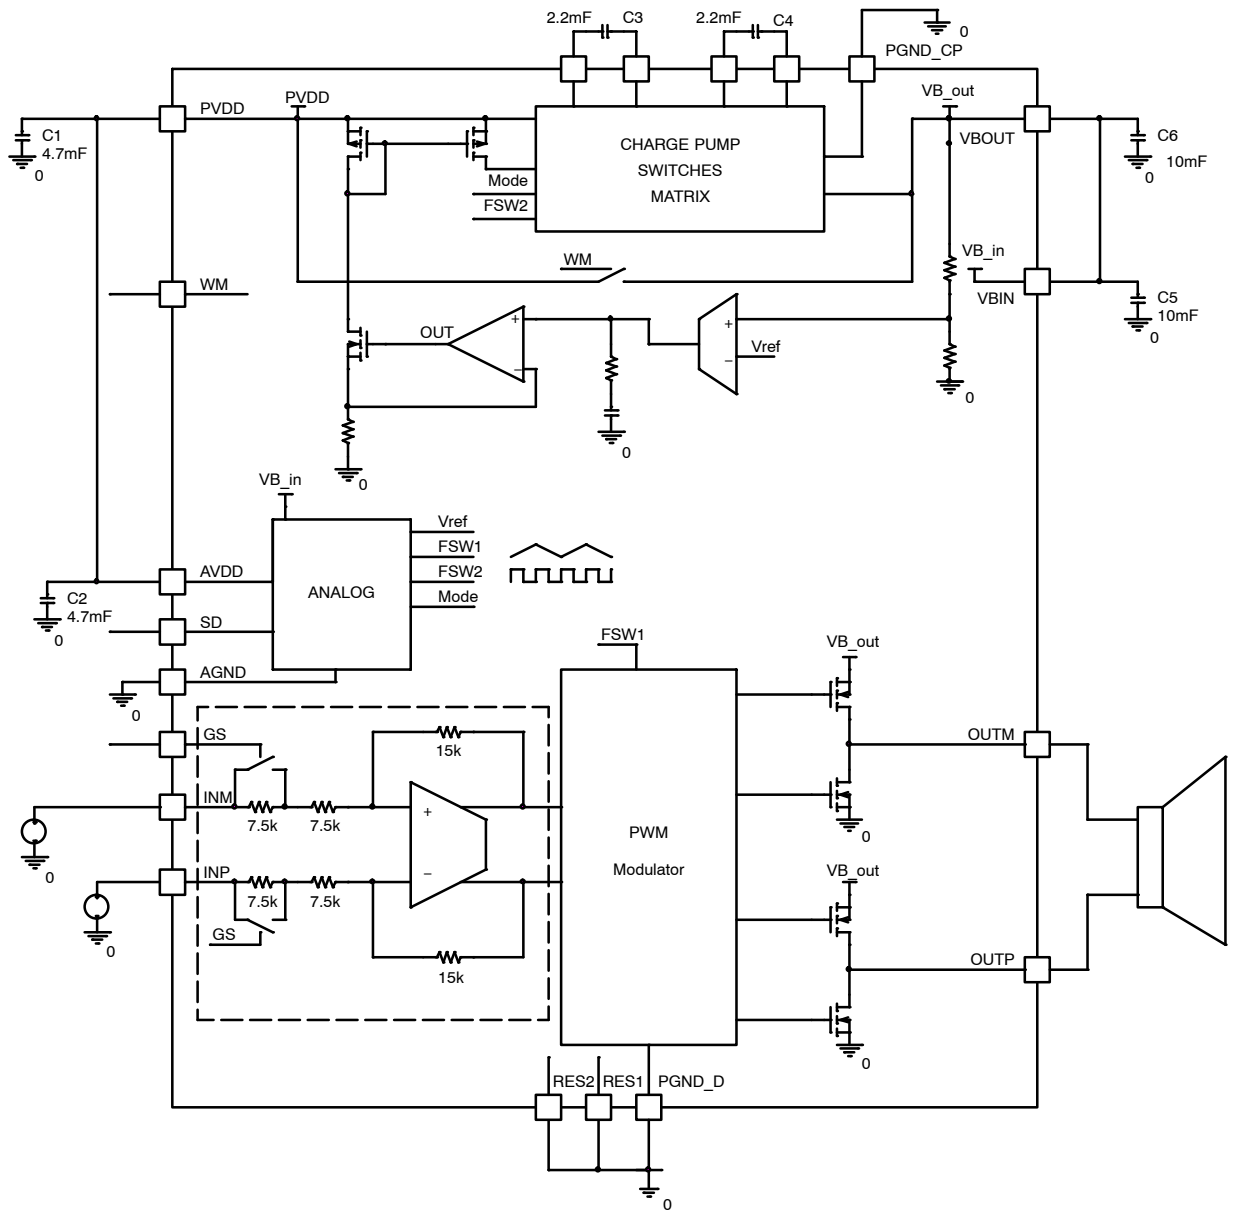 2.2mF
C3
2.2mF
C4
0
PGND_CP
PVDD
PVDD
VB_out
C1
4.7mF
0
CHARGE PUMP
SWITCHES
MATRIX
VBOUT
C6
10mF
0
Mode
FSW2
WM
WM
VB_in
VBIN
C5
10mF
0
OUT
+
−
+
−
Vref
0
0
0
VB_in
Vref
FSW1
FSW2
Mode
ANALOG
AVDD
C2
4.7mF
0
SD
AGND
0
FSW1
VB_out
GS
15k
OUTM
INM
7.5k
7.5k
+
−
PWM
Modulator
0
0
INP
7.5k
7.5k
GS
0
15k
VB_out
OUTP
0
RES2
RES1
PGND_D
0